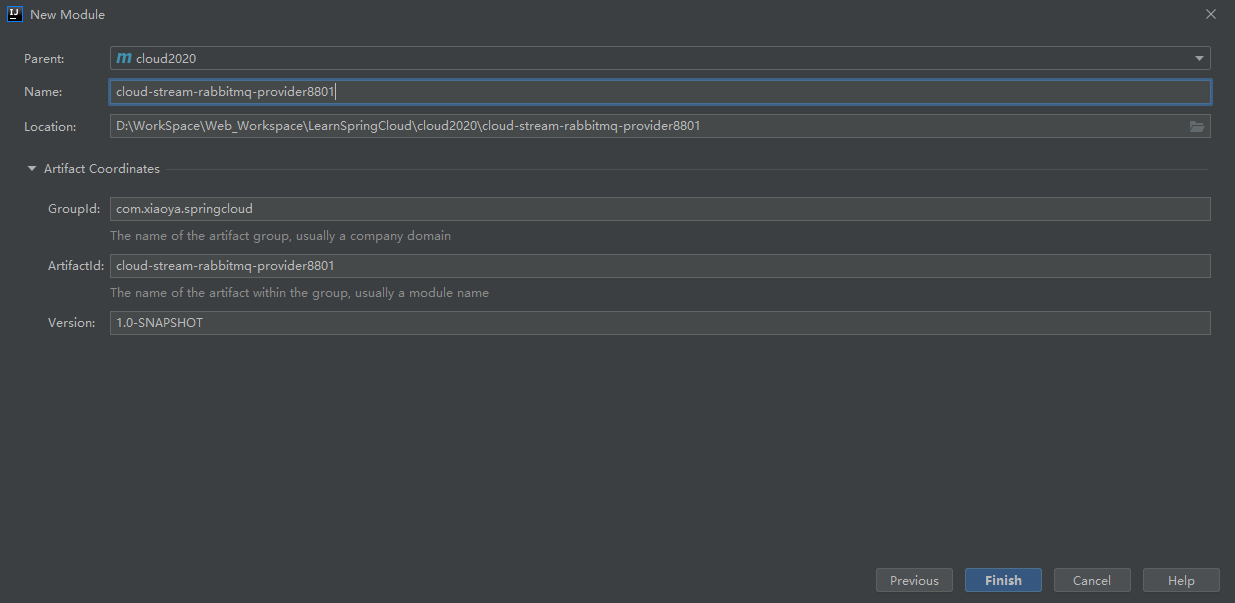 IJ New Module
Parent: m cloud2020
Name: cloud-stream-rabbitmq-provider8801
Location: D:\WorkSpace\Web_Workspace\LearnSpringCloud\cloud2020\cloud-stream-rabbitmq-provider8801
Artifact Coordinates
GroupId: com.xiaoya.springcloud
The name of the artifact group, usually a company domain
ArtifactId: cloud-stream-rabbitmq-provider8801
The name of the artifact within the group, usually a module name
Version: 1.0-SNAPSHOT
Previous Finish Cancel Help